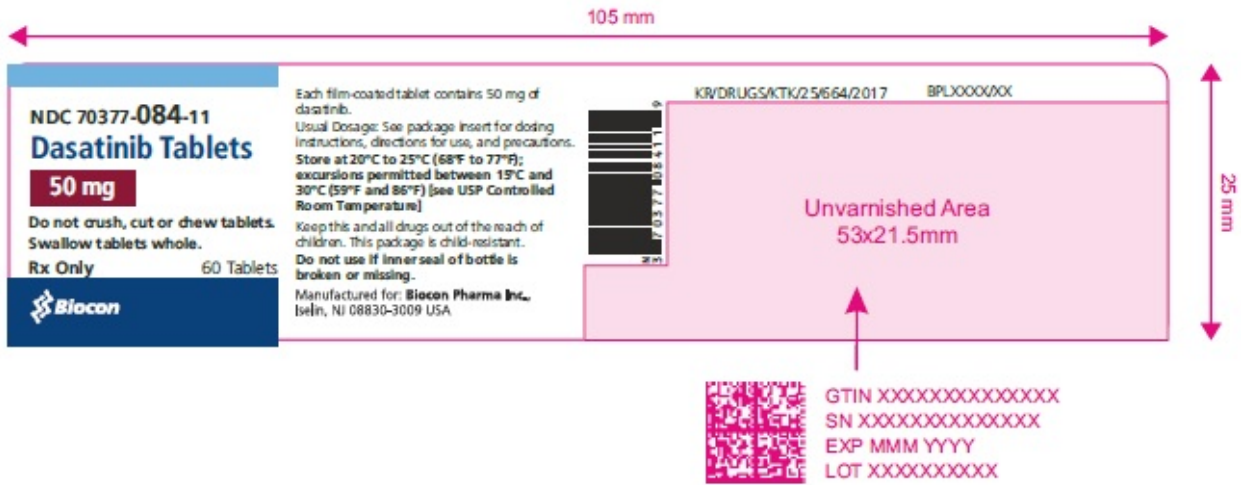 105 mm
NDC 70377-084-11
Dasatinib Tablets
50 mg
Do not crush, cut or chew tablets.
Swallow tablets whole.
Rx Only 60 Tablets
Biocon
Each film-coated tablet contains 50 mg of
dasatinib.
Usual Dosage: See package insert for dosing
instructions, directions for use, and precautions.
Store at 20°C to 25°C (68°F to 77°F);
excursions permitted between 15°C and
30°C (59°F and 86°F) [see USP Controlled
Room Temperature]
Keep this and all drugs out of the reach of
children. This package is child-resistant.
Do not use if inner seal of bottle is
broken or missing.
Manufactured for: Biocon Pharma Inc.,
Iselin, NJ 08830-3009 USA
N
3 70377 08411 9
KR/DRUGS/KTK/25/664/2017 BPLXXXX/XX
Unvarnished Area
53x21.5mm
25 mm
GTIN XXXXXXXXXXXXXX
SN XXXXXXXXXXXXXX
EXP MMM YYYY
LOT XXXXXXXXXX